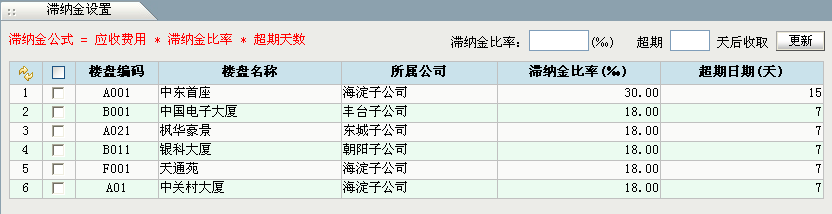 滞纳金设置
滞纳金公式 = 应收费用 * 滞纳金比率 * 超期天数 滞纳金比率: (‰) 超期 天后收取 更新
楼盘编码 楼盘名称 所属公司 滞纳金比率(‰) 超期日期(天)
1 A001 中东首座 海淀子公司 30.00 15
2 B001 中国电子大厦 丰台子公司 18.00 7
3 A021 枫华豪景 东城子公司 18.00 7
4 B011 银科大厦 朝阳子公司 18.00 7
5 F001 天通苑 海淀子公司 18.00 7
6 A01 中关村大厦 海淀子公司 18.00 7